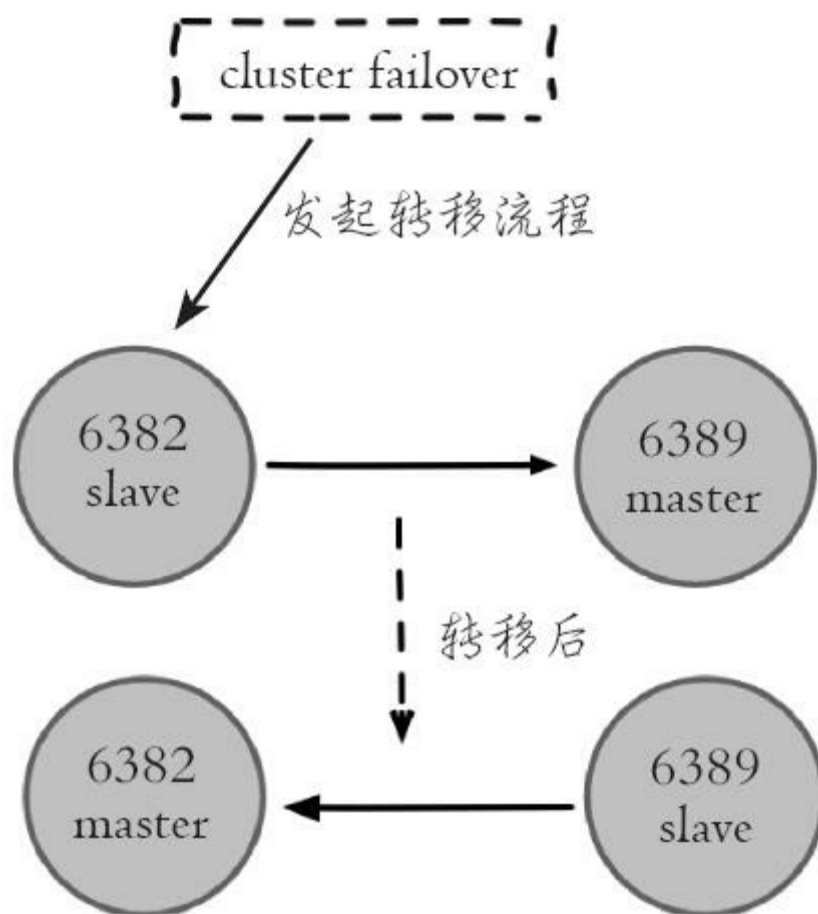 cluster failover
发起转移流程
6382
slave
6389
master
转移后
6382
master
6389
slave